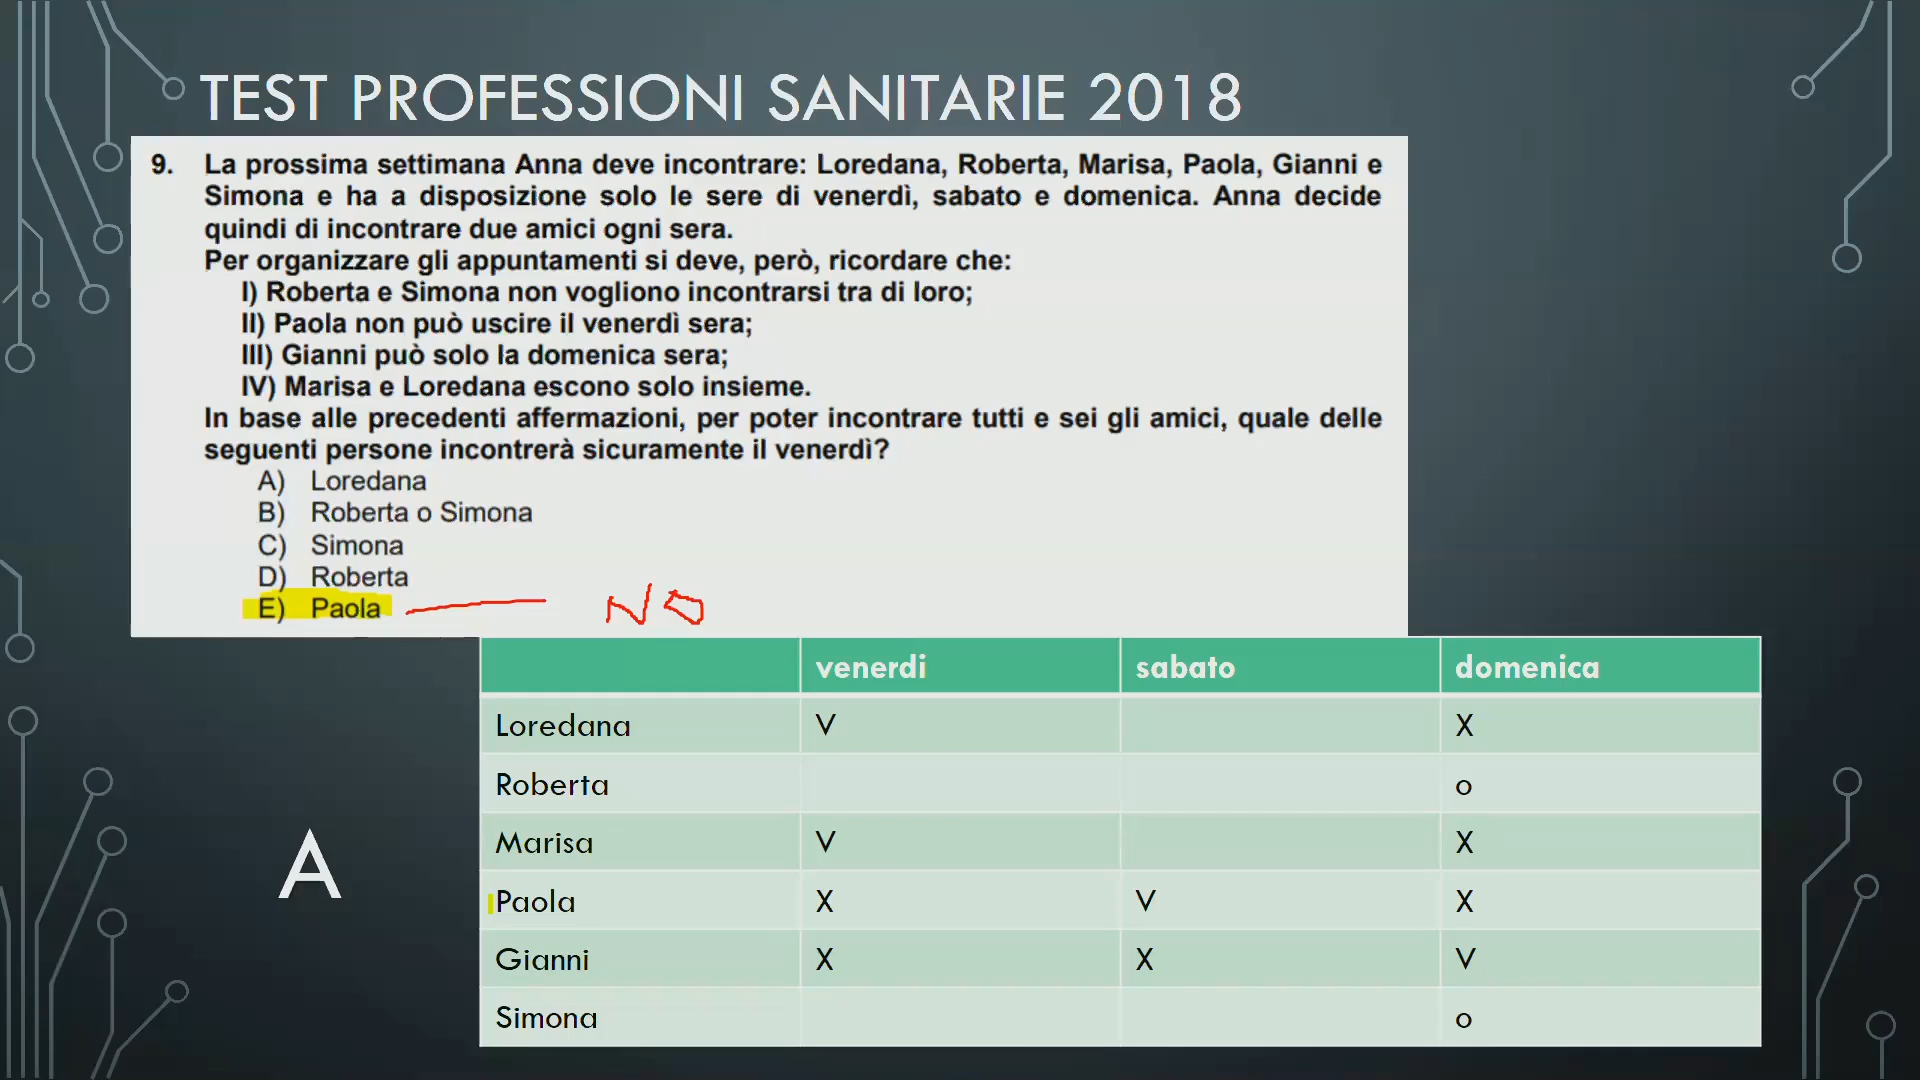 TEST PROFESSIONI SANITARIE 2018
9. La prossima settimana Anna deve incontrare: Loredana, Roberta, Marisa, Paola, Gianni e
Simona e ha a disposizione solo le sere di venerdì, sabato e domenica. Anna decide
quindi di incontrare due amici ogni sera.
Per organizzare gli appuntamenti si deve, però, ricordare che:
I) Roberta e Simona non vogliono incontrarsi tra di loro;
II) Paola non può uscire il venerdì sera;
III) Gianni può solo la domenica sera;
IV) Marisa e Loredana escono solo insieme.
In base alle precedenti affermazioni, per poter incontrare tutti e sei gli amici, quale delle
seguenti persone incontrerà sicuramente il venerdì?
A) Loredana
B) Roberta o Simona
C) Simona
D) Roberta
E) Paola NO
venerdi sabato domenica
Loredana V X
Roberta o
Marisa V X
Paola X V X
Gianni X X V
Simona o
A